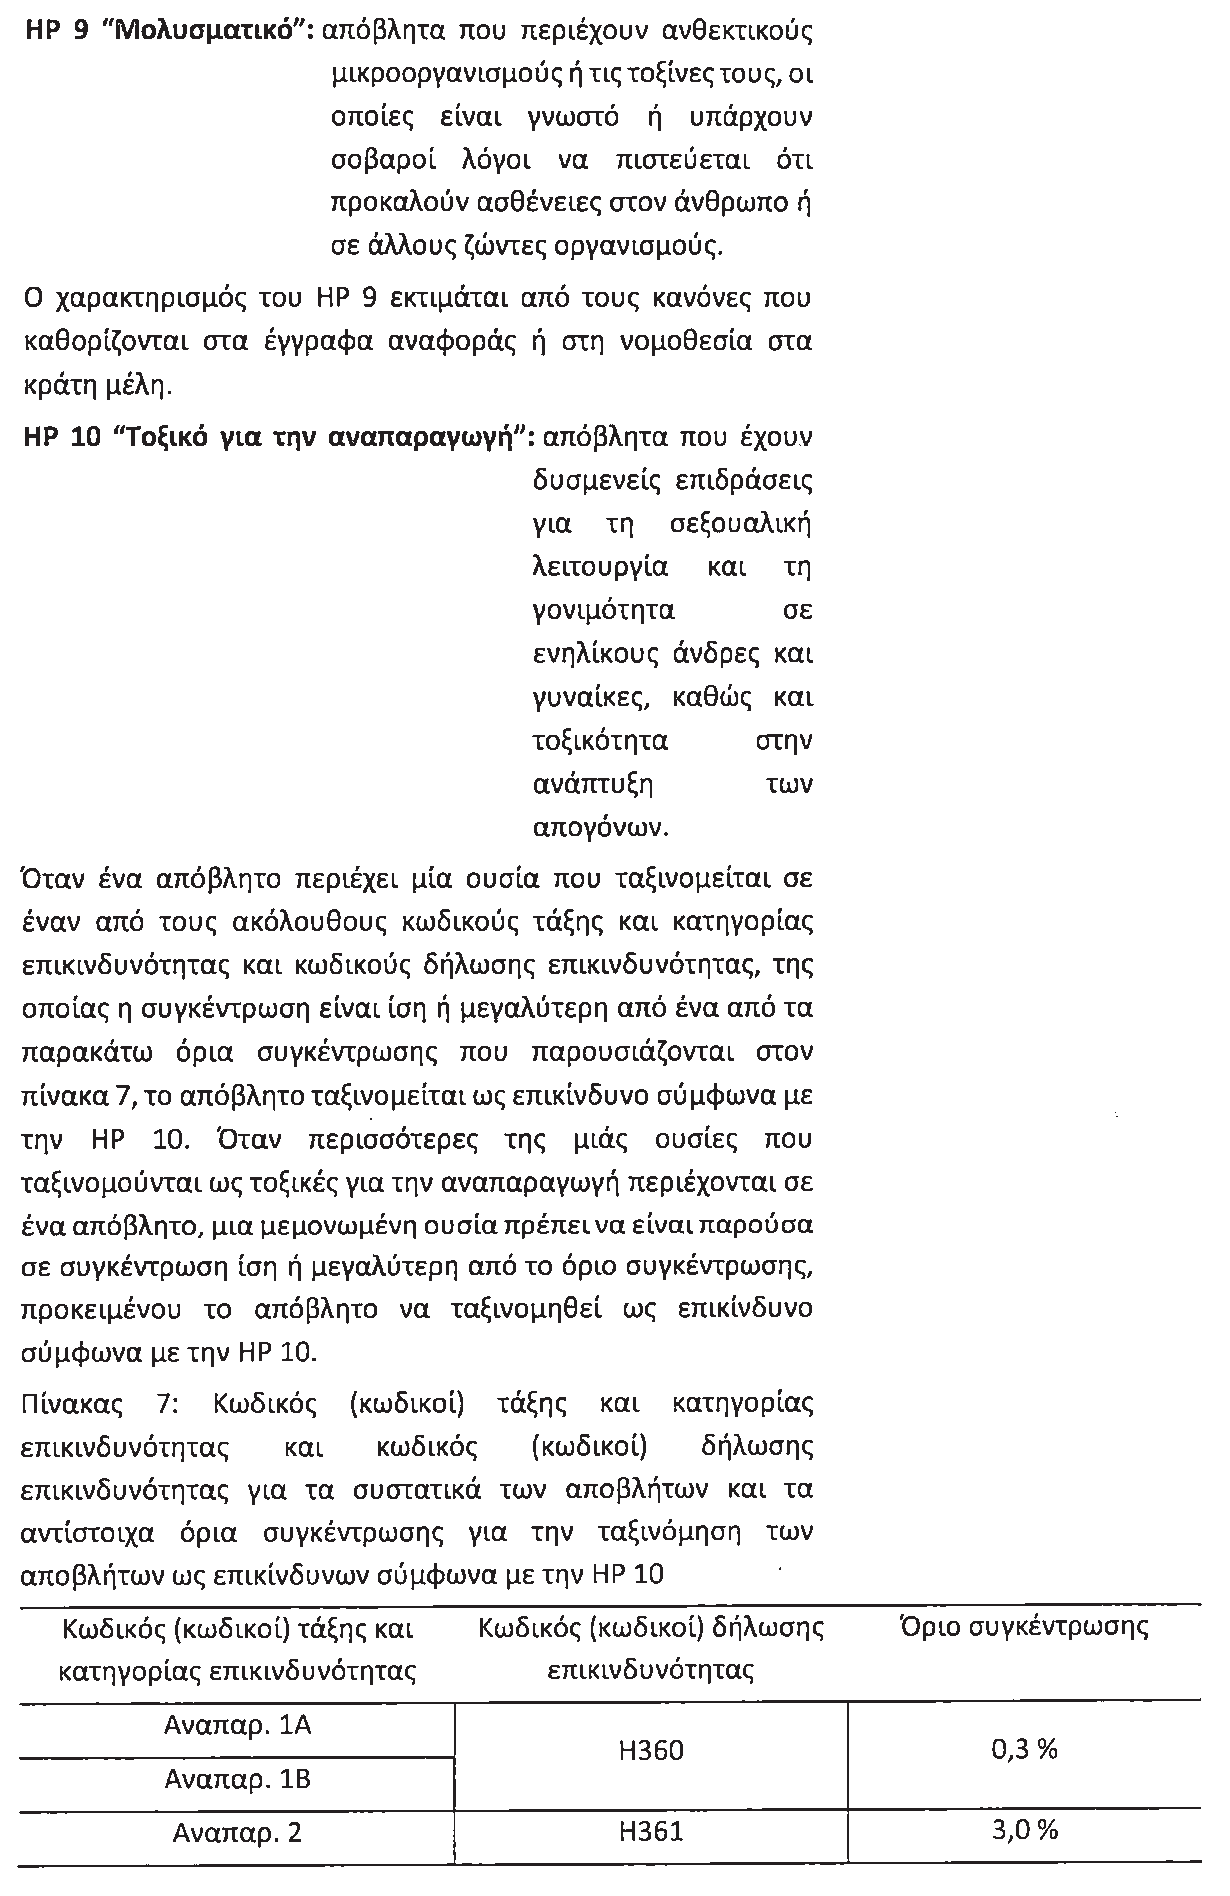 HP 9 “Μολυσματικό”: απόβλητα που περιέχουν ανθεκτικούς
μικροοργανισμούς ή τις τοξίνες τους, οι
οποίες είναι γνωστό ή υπάρχουν
σοβαροί λόγοι να πιστεύεται ότι
προκαλούν ασθένειες στον άνθρωπο ή
σε άλλους ζώντες οργανισμούς.
Ο χαρακτηρισμός του HP 9 εκτιμάται από τους κανόνες που
καθορίζονται στα έγγραφα αναφοράς ή στη νομοθεσία στα
κράτη μέλη.
HP 10 “Τοξικό για την αναπαραγωγή”: απόβλητα που έχουν
δυσμενείς επιδράσεις
για τη σεξουαλική
λειτουργία και τη
γονιμότητα σε
ενηλίκους άνδρες και
γυναίκες, καθώς και
τοξικότητα στην
ανάπτυξη των
απογόνων.
Όταν ένα απόβλητο περιέχει μία ουσία που ταξινομείται σε
έναν από τους ακόλουθους κωδικούς τάξης και κατηγορίας
επικινδυνότητας και κωδικούς δήλωσης επικινδυνότητας, της
οποίας η συγκέντρωση είναι ίση ή μεγαλύτερη από ένα από τα
παρακάτω όρια συγκέντρωσης που παρουσιάζονται στον
πίνακα 7, το απόβλητο ταξινομείται ως επικίνδυνο σύμφωνα με
την HP 10. Όταν περισσότερες της μιάς ουσίες που
ταξινομούνται ως τοξικές για την αναπαραγωγή περιέχονται σε
ένα απόβλητο, μια μεμονωμένη ουσία πρέπει να είναι παρούσα
σε συγκέντρωση ίση ή μεγαλύτερη από το όριο συγκέντρωσης,
προκειμένου το απόβλητο να ταξινομηθεί ως επικίνδυνο
σύμφωνα με την HP 10.
Πίνακας 7: Κωδικός (κωδικοί) τάξης και κατηγορίας
επικινδυνότητας και κωδικός (κωδικοί) δήλωσης
επικινδυνότητας για τα συστατικά των αποβλήτων και τα
αντίστοιχα όρια συγκέντρωσης για την ταξινόμηση των
αποβλήτων ως επικίνδυνων σύμφωνα με την HP 10
Κωδικός (κωδικοί) τάξης και κατηγορίας επικινδυνότητας Κωδικός (κωδικοί) δήλωσης επικινδυνότητας Όριο συγκέντρωσης
Αναπαρ. 1A
H360 0,3 %
Αναπαρ. 1B
Αναπαρ. 2 H361 3,0 %